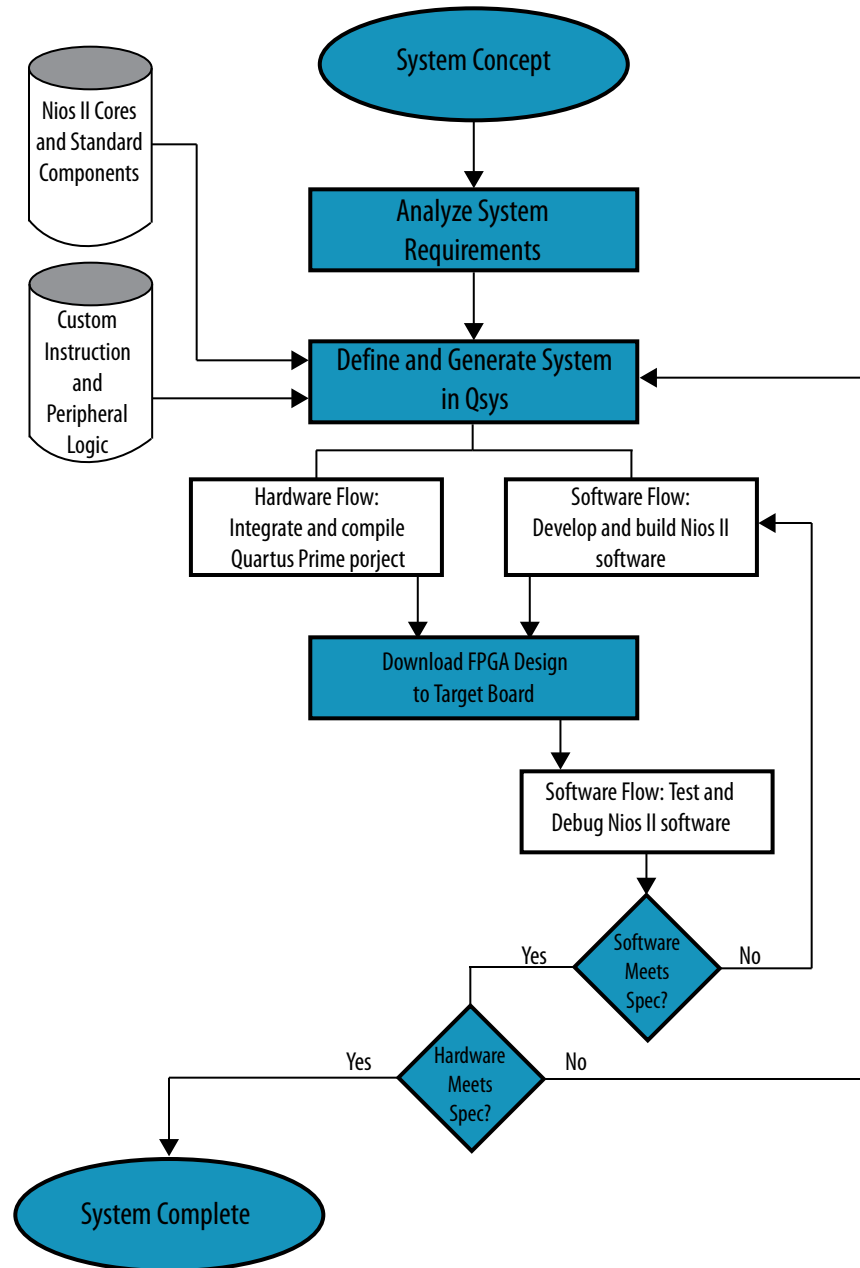 System Concept
Nios II Cores
and Standard
Components
Analyze System
Requirements
Custom
Instruction
and
Peripheral
Logic
Define and Generate System
in Qsys
Hardware Flow:
Integrate and compile
Quartus Prime porject
Software Flow:
Develop and build Nios II
software
Download FPGA Design
to Target Board
Software Flow: Test and
Debug Nios II software
Software
Meets
Spec?
Yes
No
Hardware
Meets
Spec?
Yes
No
System Complete